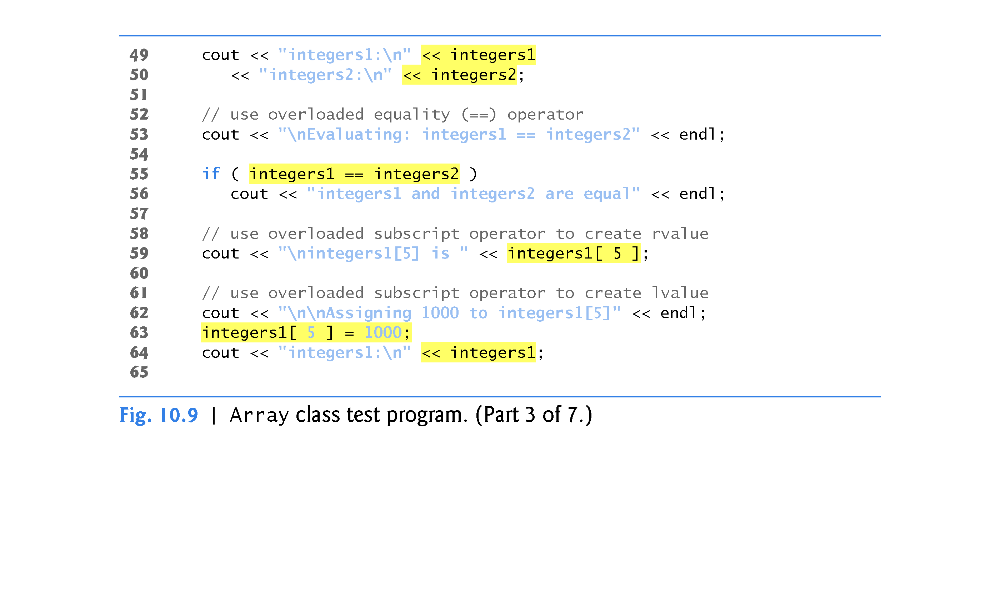 49 cout << "integers1:\n" << integers1
50 << "integers2:\n" << integers2;
51
52 // use overloaded equality (==) operator
53 cout << "\nEvaluating: integers1 == integers2" << endl;
54
55 if ( integers1 == integers2 )
56 cout << "integers1 and integers2 are equal" << endl;
57
58 // use overloaded subscript operator to create rvalue
59 cout << "\nintegers1[5] is " << integers1[ 5 ];
60
61 // use overloaded subscript operator to create lvalue
62 cout << "\n\nAssigning 1000 to integers1[5]" << endl;
63 integers1[ 5 ] = 1000;
64 cout << "integers1:\n" << integers1;
65
Fig. 10.9 | Array class test program. (Part 3 of 7.)